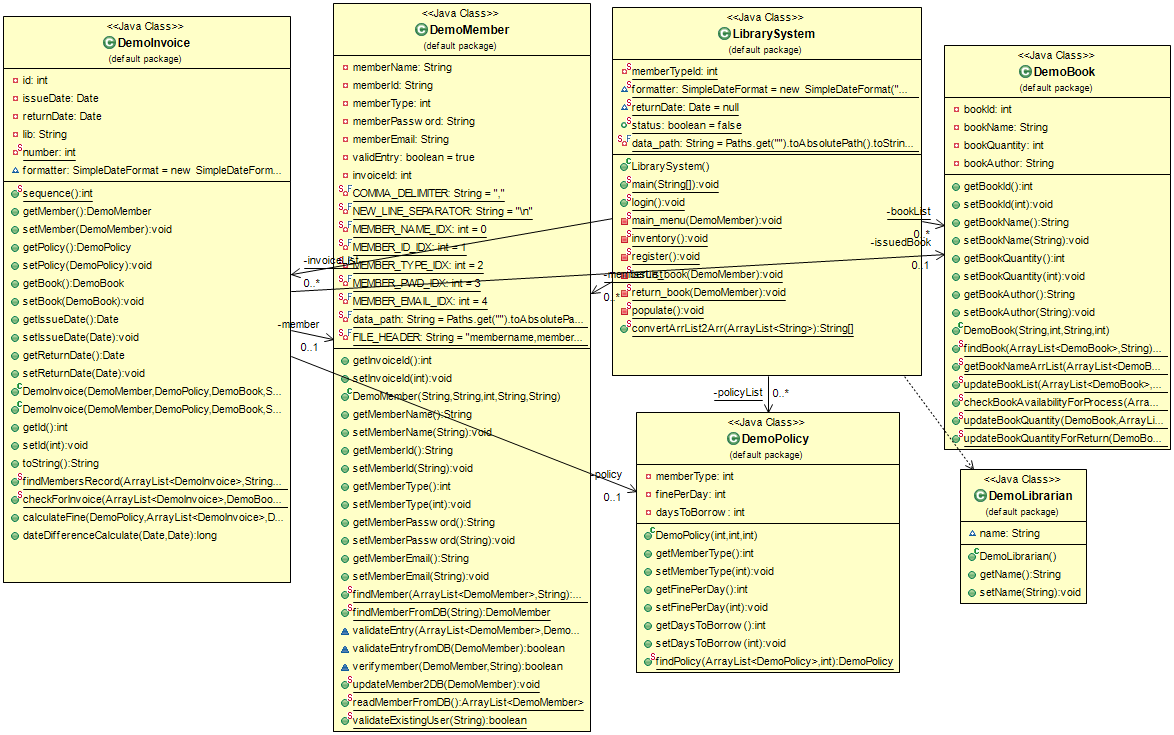 <<Java Class>>
DemoInvoice
(default package)
id: int
issueDate: Date
returnDate: Date
lib: String
number: int
formatter: SimpleDateFormat = new SimpleDateForm...
sequence():int
getMember():DemoMember
setMember(DemoMember):void
getPolicy():DemoPolicy
setPolicy(DemoPolicy):void
getBook():DemoBook
setBook(DemoBook):void
getIssueDate():Date
setIssueDate(Date):void
getReturnDate():Date
setReturnDate(Date):void
DemoInvoice(DemoMember,DemoPolicy,DemoBook,S...
DemoInvoice(DemoMember,DemoPolicy,DemoBook,S...
getId():int
setId(int):void
toString():String
findMembersRecord(ArrayList<DemoInvoice>,String...
checkForInvoice(ArrayList<DemoInvoice>,DemoBoo...
calculateFine(DemoPolicy,ArrayList<DemoInvoice>,D...
dateDifferenceCalculate(Date,Date):long
<<Java Class>>
DemoMember
(default package)
memberName: String
memberId: String
memberType: int
memberPassw ord: String
memberEmail: String
validEntry: boolean = true
invoiceId: int
COMMA_DELIMITER: String = ","
NEW_LINE_SEPARATOR: String = "\n"
MEMBER_NAME_IDX: int = 0
MEMBER_ID_IDX: int = 1
MEMBER_TYPE_IDX: int = 2
MEMBER_PWD_IDX: int = 3
MEMBER_EMAIL_IDX: int = 4
data_path: String = Paths.get("").toAbsolutePa...
FILE_HEADER: String = "membername,member...
getInvoiceId():int
setInvoiceId(int):void
DemoMember(String,String,int,String,String)
getMemberName():String
setMemberName(String):void
getMemberId():String
setMemberId(String):void
getMemberType():int
setMemberType(int):void
getMemberPassw ord():String
setMemberPassw ord(String):void
getMemberEmail():String
setMemberEmail(String):void
findMember(ArrayList<DemoMember>,String):...
findMemberFromDB(String):DemoMember
validateEntry(ArrayList<DemoMember>,Demo...
validateEntryfromDB(DemoMember):boolean
verifymember(DemoMember,String):boolean
updateMember2DB(DemoMember):void
readMemberFromDB():ArrayList<DemoMember>
validateExistingUser(String):boolean
<<Java Class>>
LibrarySystem
(default package)
memberTypeId: int
formatter: SimpleDateFormat = new SimpleDateFormat("...
returnDate: Date = null
status: boolean = false
data_path: String = Paths.get("").toAbsolutePath().toStrin...
LibrarySystem()
main(String[]):void
login():void
main_menu(DemoMember):void
inventory():void
register():void
issue_book(DemoMember):void
return_book(DemoMember):void
populate():void
convertArrList2Arr(ArrayList<String>):String[]
<<Java Class>>
DemoBook
(default package)
bookId: int
bookName: String
bookQuantity: int
bookAuthor: String
getBookId():int
setBookId(int):void
getBookName():String
setBookName(String):void
getBookQuantity():int
setBookQuantity(int):void
getBookAuthor():String
setBookAuthor(String):void
DemoBook(String,int,String,int)
findBook(ArrayList<DemoBook>,String)...
getBookNameArrList(ArrayList<DemoB...
updateBookList(ArrayList<DemoBook>,...
checkBookAvailabilityForProcess(Arra...
updateBookQuantity(DemoBook,ArrayLi...
updateBookQuantityForReturn(DemoBo...
<<Java Class>>
DemoPolicy
(default package)
memberType: int
finePerDay: int
daysToBorrow : int
DemoPolicy(int,int,int)
getMemberType():int
setMemberType(int):void
getFinePerDay():int
setFinePerDay(int):void
getDaysToBorrow ():int
setDaysToBorrow (int):void
findPolicy(ArrayList<DemoPolicy>,int):DemoPolicy
<<Java Class>>
DemoLibrarian
(default package)
name: String
DemoLibrarian()
getName():String
setName(String):void
-invoiceList
0..*
-member
0..1
-policy
0..1
0..*
-policyList
0..*
-bookList
0..*
-issuedBook
0..1